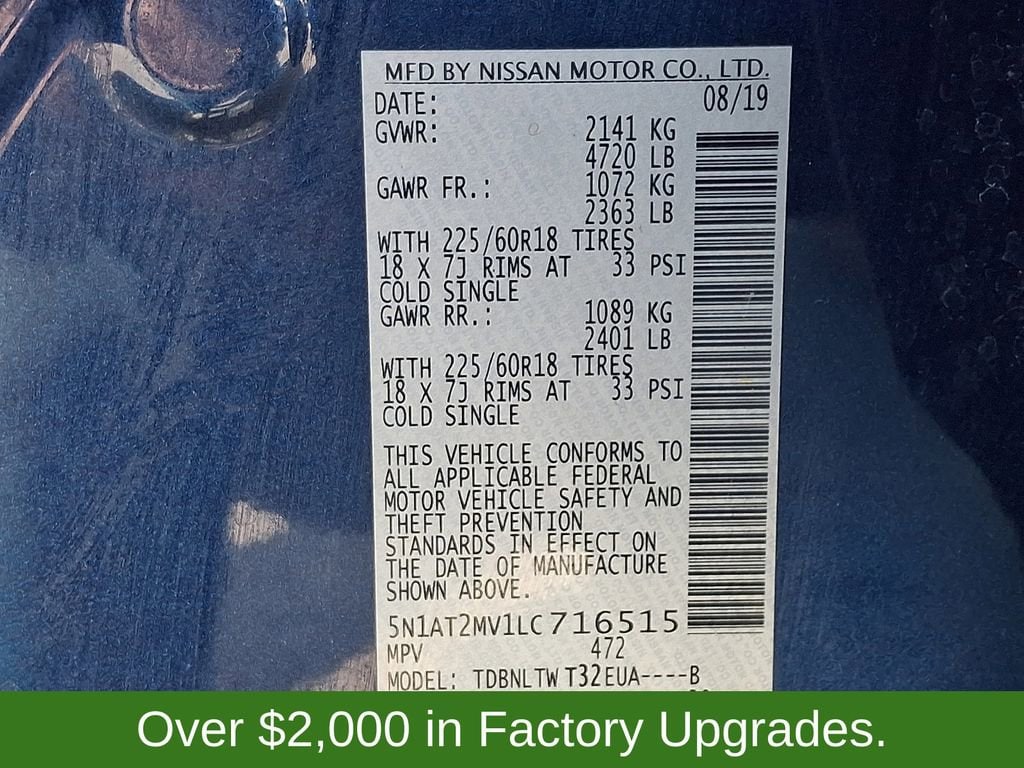 MFD BY NISSAN MOTOR CO., LTD.
DATE: 08/19
GVWR: 2141 KG
4720 LB
GAWR FR.: 1072 KG
2363 LB
WITH 225/60R18 TIRES
18 X 7J RIMS AT 33 PSI
COLD SINGLE
GAWR RR.: 1089 KG
2401 LB
WITH 225/60R18 TIRES
18 X 7J RIMS AT 33 PSI
COLD SINGLE
THIS VEHICLE CONFORMS TO
ALL APPLICABLE FEDERAL
MOTOR VEHICLE SAFETY AND
THEFT PREVENTION
STANDARDS IN EFFECT ON
THE DATE OF MANUFACTURE
SHOWN ABOVE.
5N1AT2MV1LC716515
MPV 472
MODEL: TDBNLTW T32EUA----B
Over $2,000 in Factory Upgrades.